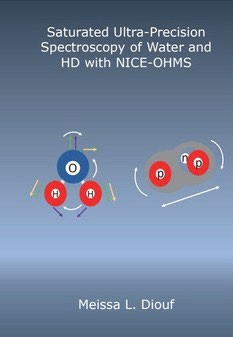 Saturated Ultra-Precision
Spectroscopy of Water and
HD with NICE-OHMS
O
H
H
p
n
p
Meissa L. Diouf